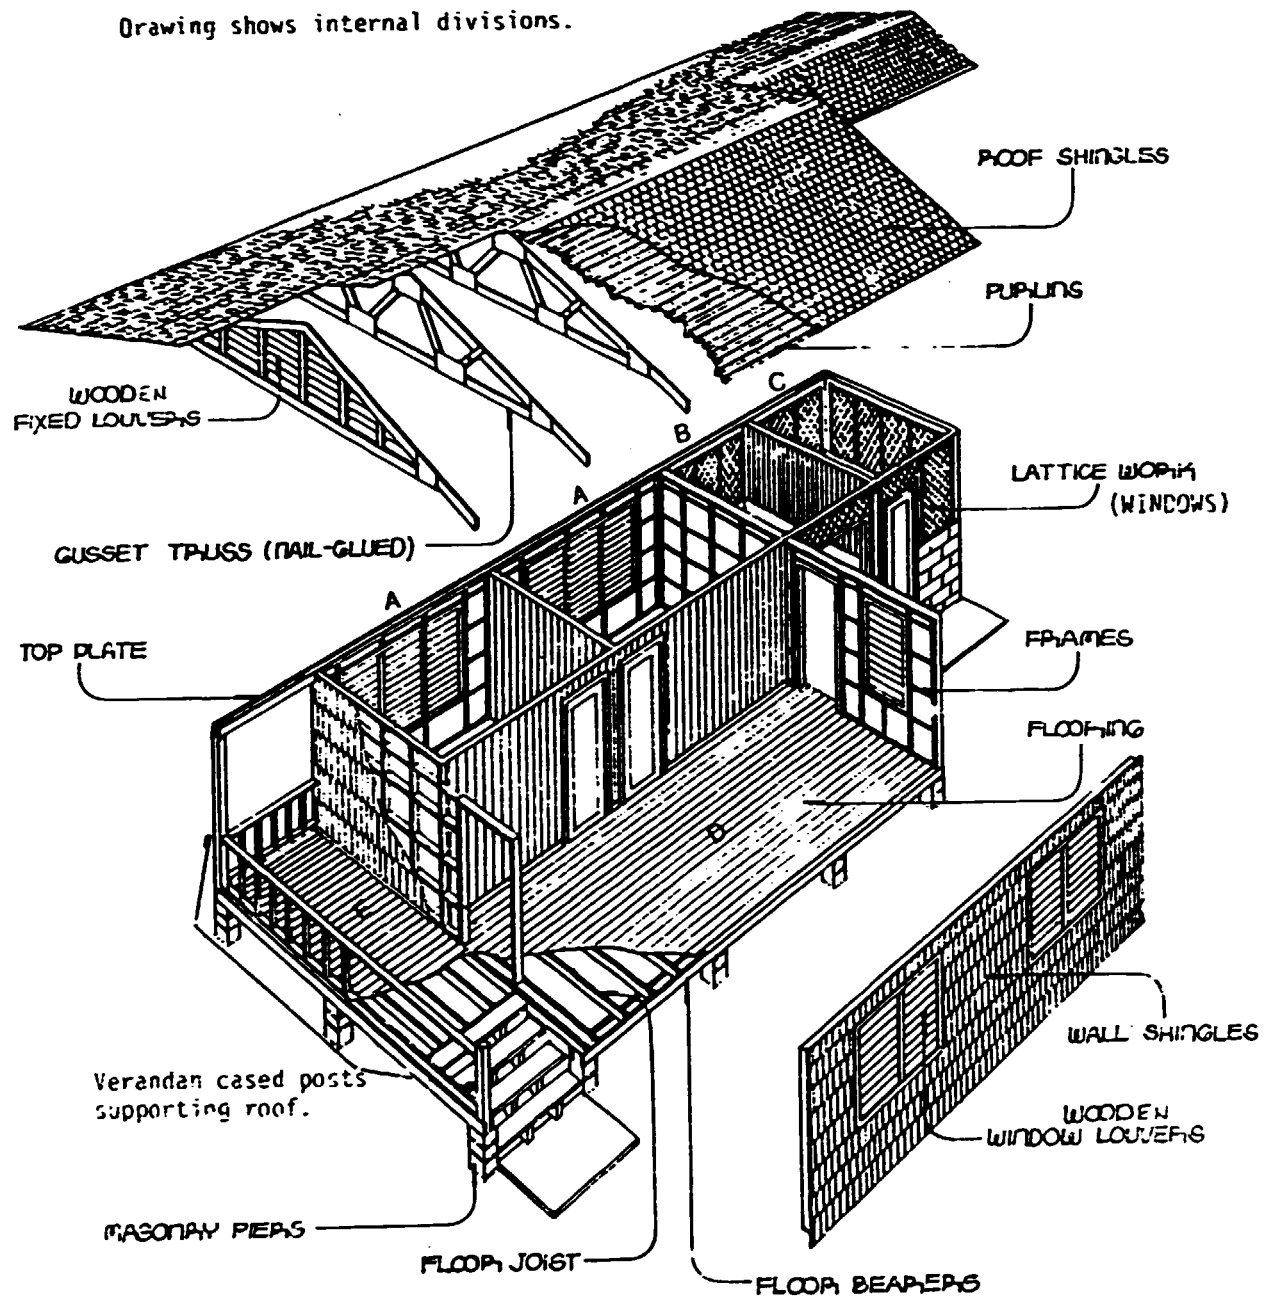 Drawing shows internal divisions.
ROOF SHINGLES
PURLINS
WOODEN
FIXED LOUVERS
C
B
LATTICE WORK
(WINDOWS)
A
GUSSET TRUSS (NAIL-GLUED)
A
TOP PLATE
FRAMES
FLOORING
D
E
WALL SHINGLES
Verandah cased posts
supporting roof.
WOODEN
WINDOW LOUVERS
MASONRY PIERS
FLOOR JOIST
FLOOR BEARERS